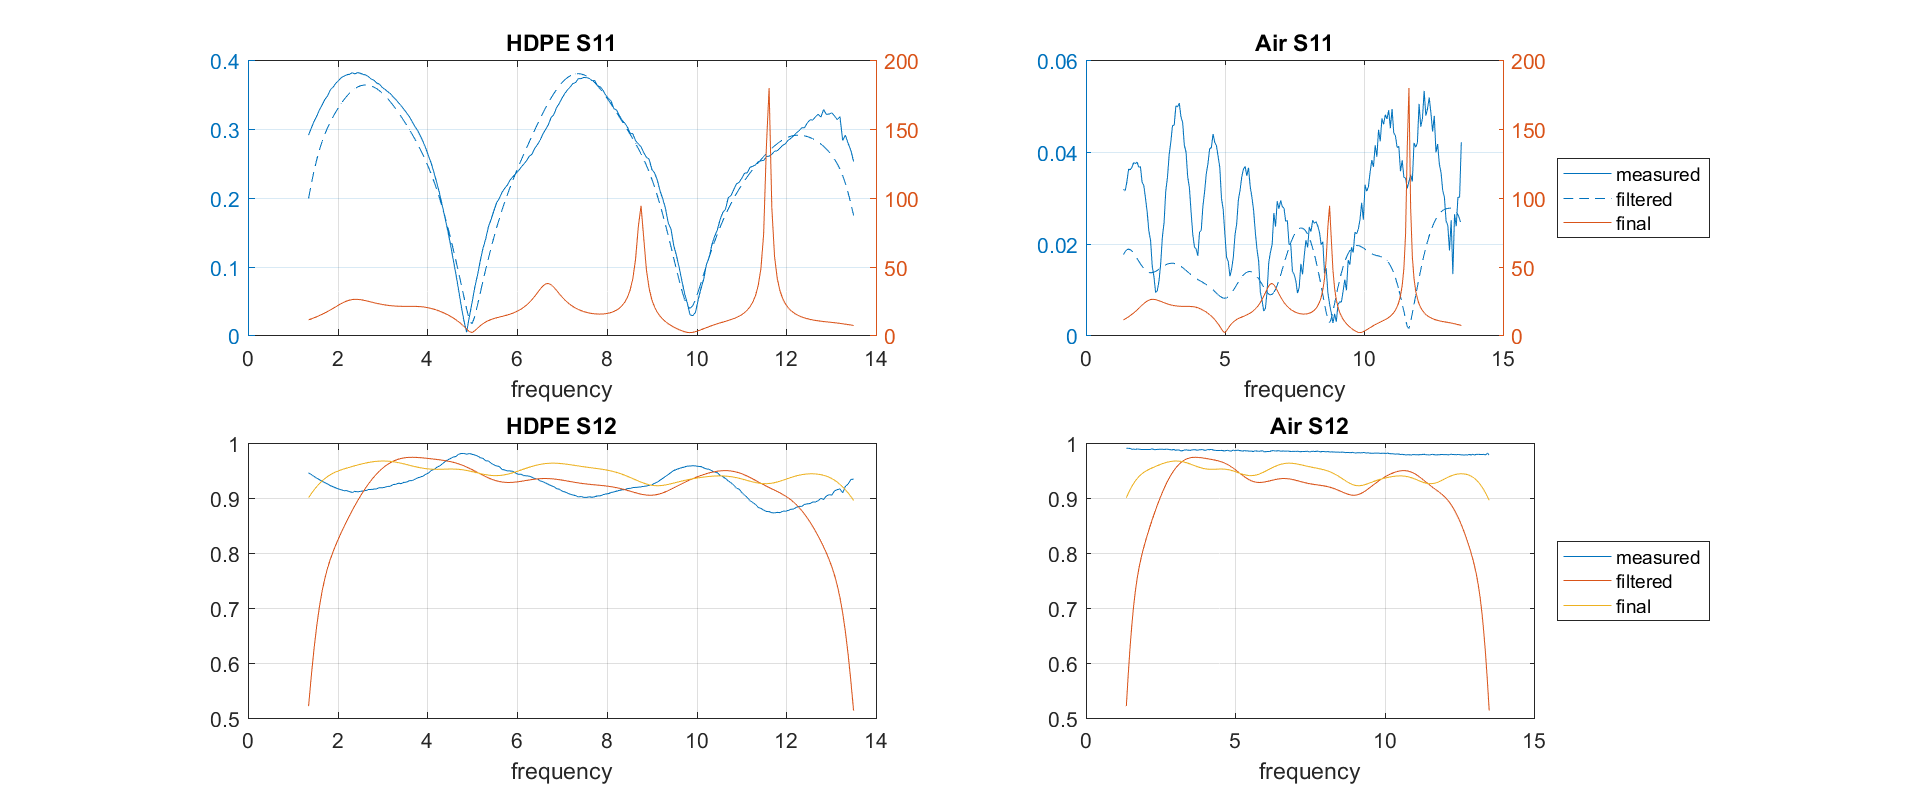 HDPE S11
0.4
0.3
0.2
0.1
0
200
150
100
50
0
0 2 4 6 8 10 12 14
frequency
Air S11
0.06
0.04
0.02
0
200
150
100
50
0
0 5 10 15
frequency
measured
filtered
final
HDPE S12
1
0.9
0.8
0.7
0.6
0.5
0 2 4 6 8 10 12 14
frequency
Air S12
1
0.9
0.8
0.7
0.6
0.5
0 5 10 15
frequency
measured
filtered
final